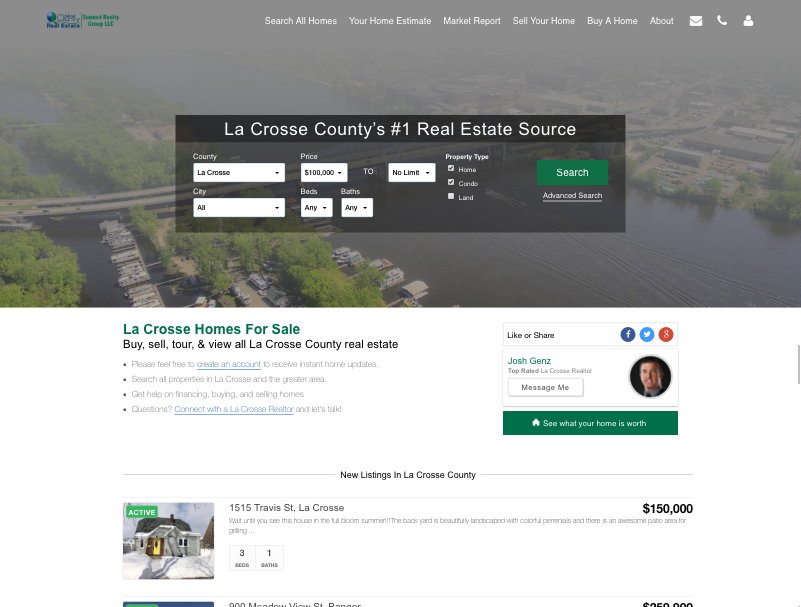 Real Estate
Group LLC
Search All Homes
Your Home Estimate
Market Report
Sell Your Home
Buy A Home
About
La Crosse County's #1 Real Estate Source
County
Price
Property Type
La Crosse
$100,000
TO
No Limit
Home
Condo
Land
Search
City
Beds
Baths
Advanced Search
All
Any
Any
La Crosse Homes For Sale
Buy, sell, tour, & view all La Crosse County real estate
Please feel free to create an account to receive instant home updates.
Search all properties in La Crosse and the greater area.
Get help on financing, buying, and selling homes
Questions? Connect with a La Crosse Realtor and let's talk!
Like or Share
Josh Genz
Top Rated La Crosse Realtor
Message Me
See what your home is worth
New Listings In La Crosse County
ACTIVE
1515 Travis St, La Crosse
$150,000
Wait until you see this house in the full bloom summer!!!The back yard is beautifully landscaped with colorful perrenials and there is an awesome patio area for
grilling ...
3
BEDS
1
BATHS
900 Meadow View St, Bangor
$259,900